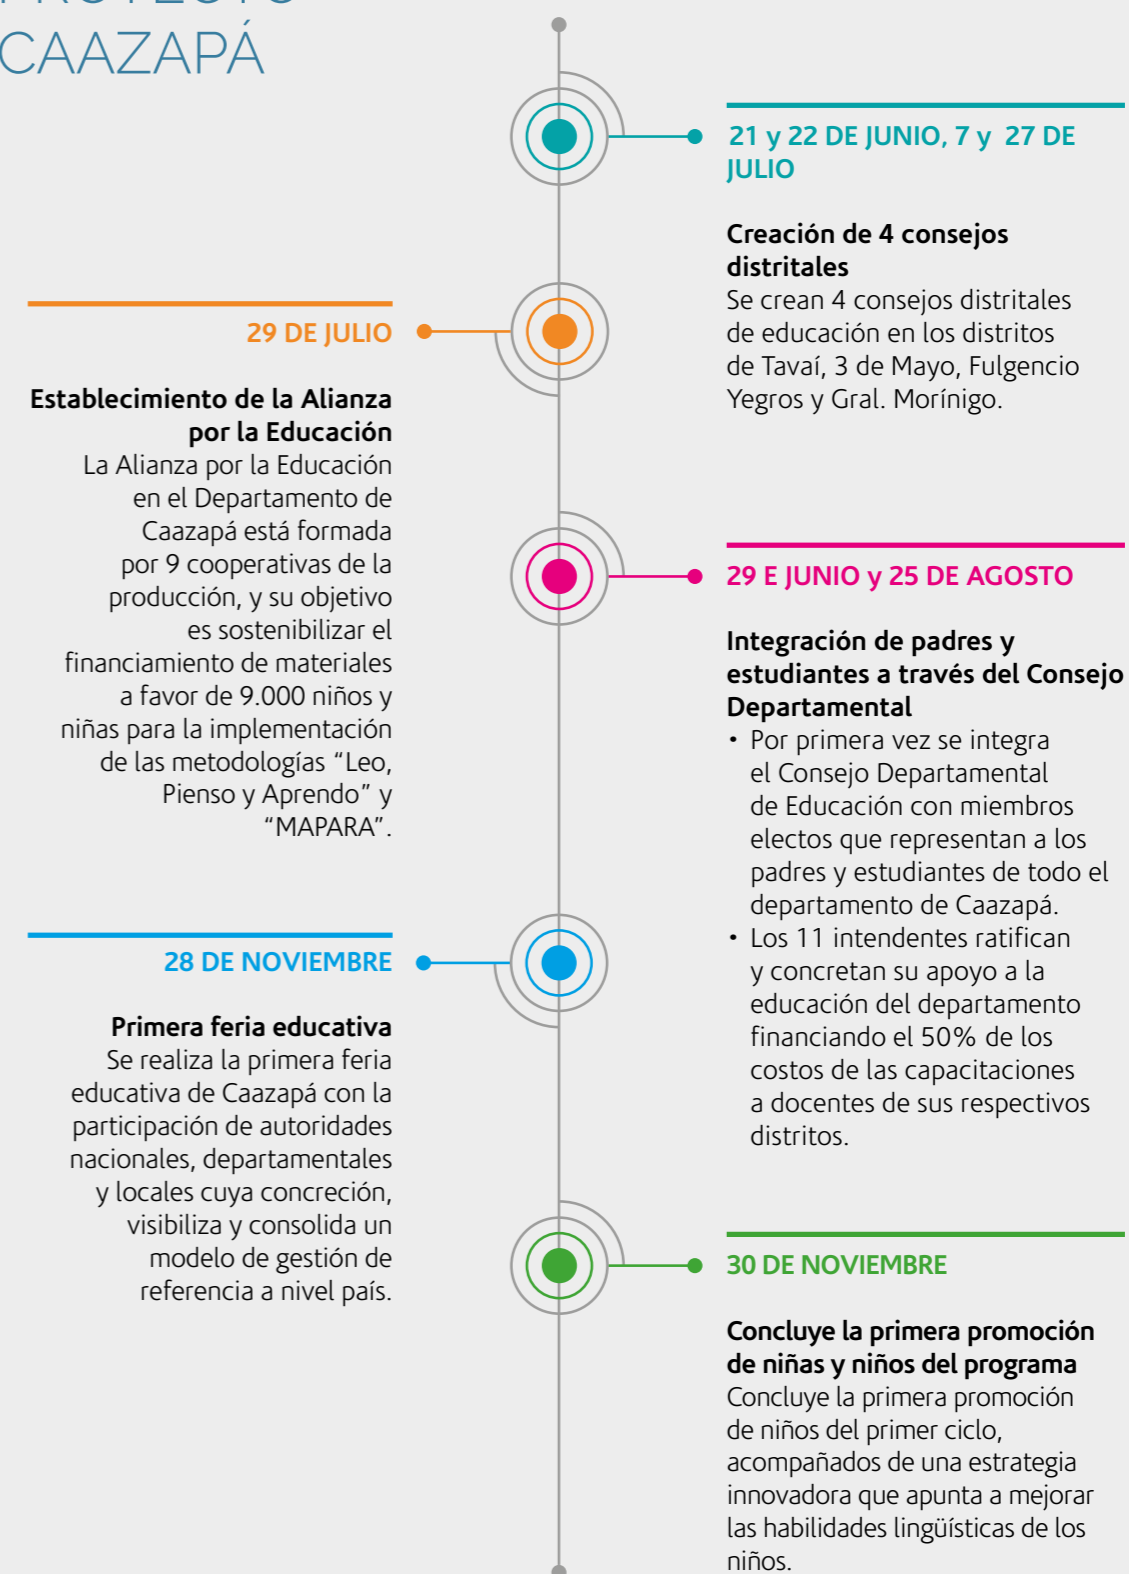 PROYECTO
CAAZAPÁ
21 y 22 DE JUNIO, 7 y 27 DE
JULIO
Creación de 4 consejos
distritales
Se crean 4 consejos distritales
de educación en los distritos
de Tavaí, 3 de Mayo, Fulgencio
Yegros y Gral. Morínigo.
29 DE JULIO
Establecimiento de la Alianza
por la Educación
La Alianza por la Educación
en el Departamento de
Caazapá está formada
por 9 cooperativas de la
producción, y su objetivo
es sostenibilizar el
financiamiento de materiales
a favor de 9.000 niños y
niñas para la implementación
de las metodologías “Leo,
Pienso y Aprendo” y
“MAPARA”.
29 E JUNIO y 25 DE AGOSTO
Integración de padres y
estudiantes a través del Consejo
Departamental
• Por primera vez se integra
el Consejo Departamental
de Educación con miembros
electos que representan a los
padres y estudiantes de todo el
departamento de Caazapá.
• Los 11 intendentes ratifican
y concretan su apoyo a la
educación del departamento
financiando el 50% de los
costos de las capacitaciones
a docentes de sus respectivos
distritos.
28 DE NOVIEMBRE
Primera feria educativa
Se realiza la primera feria
educativa de Caazapá con la
participación de autoridades
nacionales, departamentales
y locales cuya concreción,
visibiliza y consolida un
modelo de gestión de
referencia a nivel país.
30 DE NOVIEMBRE
Concluye la primera promoción
de niñas y niños del programa
Concluye la primera promoción
de niños del primer ciclo,
acompañados de una estrategia
innovadora que apunta a mejorar
las habilidades lingüísticas de los
niños.